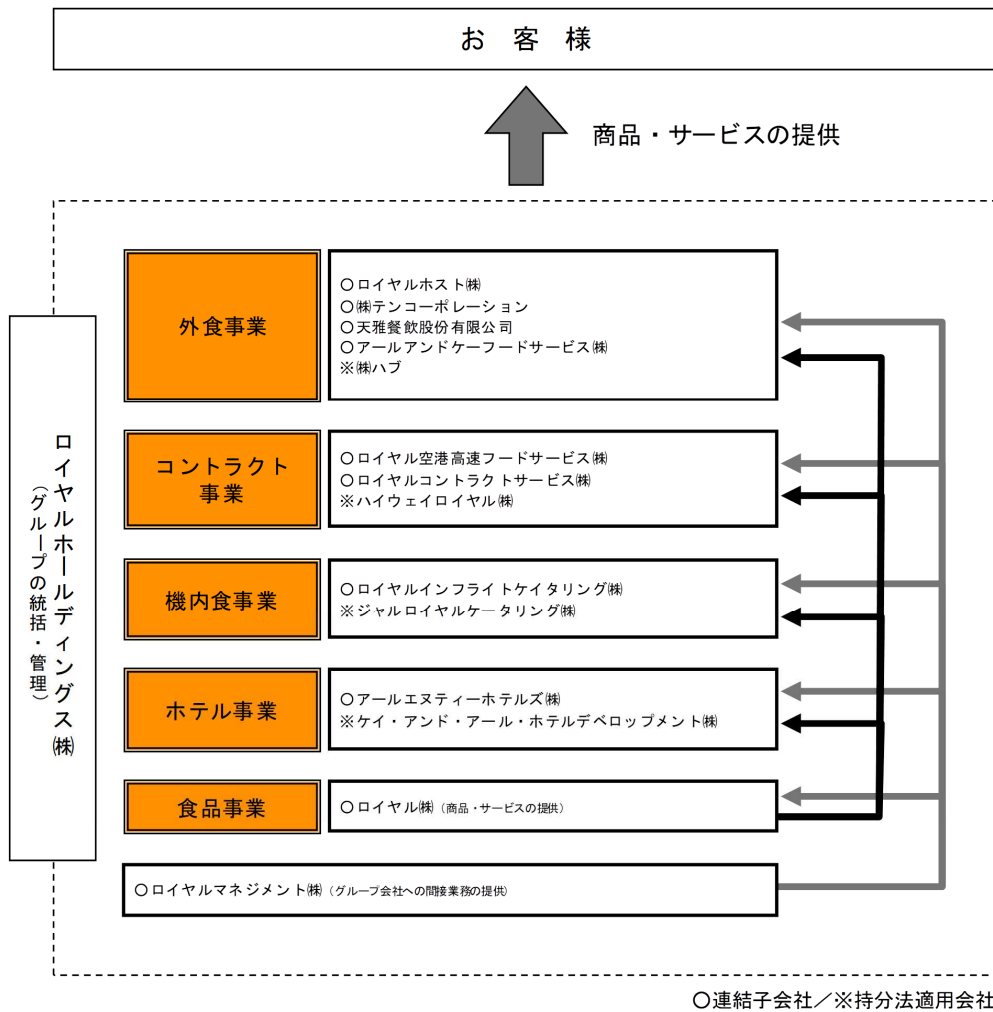 お客様
商品・サービスの提供
ロイヤルホールディングス㈱
（グループの統括・管理）
外食事業
○ロイヤルホスト㈱
○㈱テンコーポレーション
○天雅餐飲股份有限公司
○アールアンドケーフードサービス㈱
※㈱ハブ
コントラクト
事業
○ロイヤル空港高速フードサービス㈱
○ロイヤルコントラクトサービス㈱
※ハイウェイロイヤル㈱
機内食事業
○ロイヤルインフライトケイタリング㈱
※ジャルロイヤルケータリング㈱
ホテル事業
○アールエヌティーホテルズ㈱
※ケイ・アンド・アール・ホテルデベロップメント㈱
食品事業
○ロイヤル㈱（商品・サービスの提供）
○ロイヤルマネジメント㈱（グループ会社への間接業務の提供）
○連結子会社／※持分法適用会社